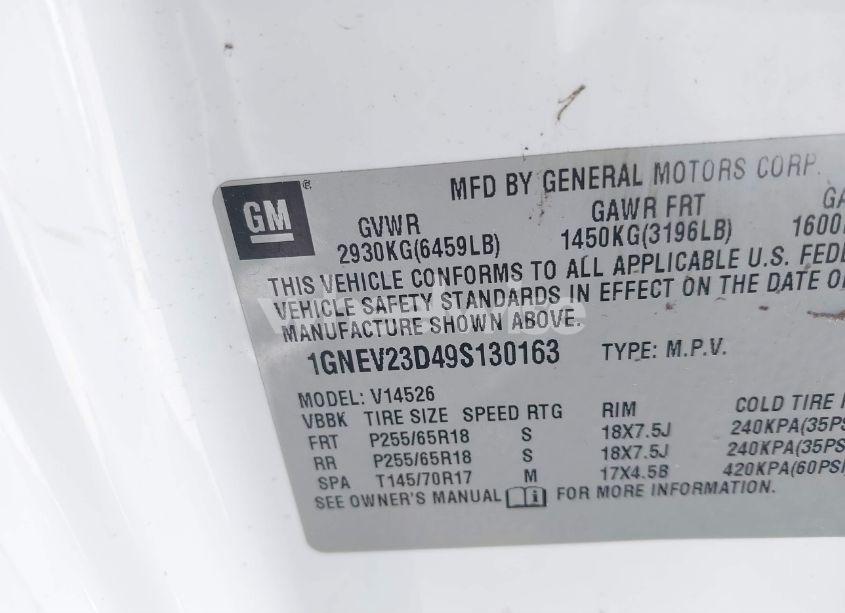 GM ®
MFD BY GENERAL MOTORS CORP.
GVWR GAWR FRT GA
2930KG(6459LB) 1450KG(3196LB) 1600
THIS VEHICLE CONFORMS TO ALL APPLICABLE U.S. FEDE
VEHICLE SAFETY STANDARDS IN EFFECT ON THE DATE O
MANUFACTURE SHOWN ABOVE.
1GNEV23D49S130163 TYPE: M.P.V.
MODEL: V14526
VBBK TIRE SIZE SPEED RTG RIM COLD TIRE
FRT P255/65R18 S 18X7.5J 240KPA(35PS
RR P255/65R18 S 18X7.5J 240KPA(35PS
SPA T145/70R17 M 17X4.5B 420KPA(60PSI
SEE OWNER'S MANUAL FOR MORE INFORMATION.